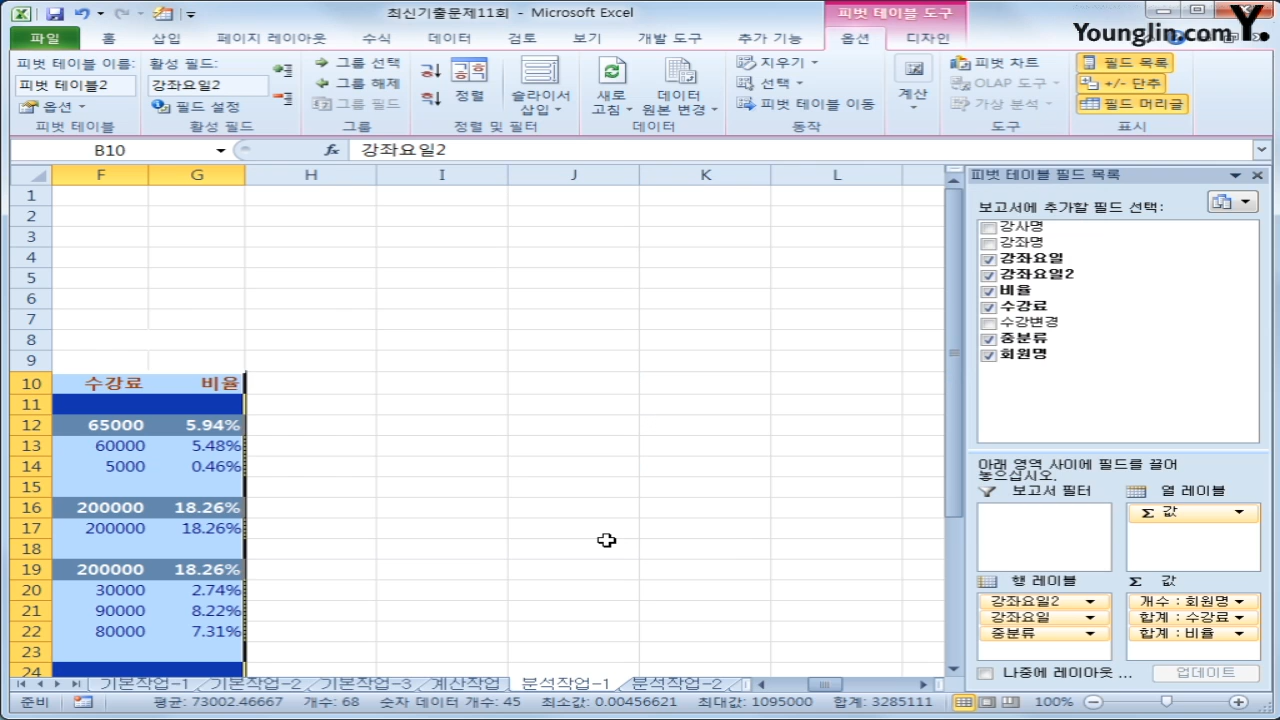 최신기출문제11회 - Microsoft Excel
피벗 테이블 도구
Younglin.com Y.
파일 홈 삽입 페이지 레이아웃 수식 데이터 검토 보기 개발 도구 추가 기능 옵션 디자인
피벗 테이블 이름:
피벗 테이블2
옵션
피벗 테이블
활성 필드:
강좌요일2
필드 설정
활성 필드
그룹 선택
그룹 해제
그룹 필드
그룹
정렬
슬라이서
삽입
정렬 및 필터
새로
고침
데이터
원본 변경
데이터
지우기
선택
피벗 테이블 이동
동작
계산
피벗 차트
OLAP 도구
가상 분석
도구
필드 목록
+/- 단추
필드 머리글
표시
B10 fx 강좌요일2
F G H I J K L
1
2
3
4
5
6
7
8
9
10 수강료 비율
11
12 65000 5.94%
13 60000 5.48%
14 5000 0.46%
15
16 200000 18.26%
17 200000 18.26%
18
19 200000 18.26%
20 30000 2.74%
21 90000 8.22%
22 80000 7.31%
23
24
피벗 테이블 필드 목록
보고서에 추가할 필드 선택:
강사명
강좌명
강좌요일
강좌요일2
비율
수강료
수강변경
중분류
회원명
아래 영역 사이에 필드를 끌어
놓으십시오.
보고서 필터
열 레이블
Σ 값
행 레이블
강좌요일2
강좌요일
중분류
Σ 값
개수 : 회원명
합계 : 수강료
합계 : 비율
나중에 레이아웃 ... 업데이트
기본작업-1 기본작업-2 기본작업-3 계산작업 분석작업-1 분석작업-2
준비 평균: 73002.46667 개수: 68 숫자 데이터 개수: 45 최소값: 0.00456621 최대값: 1095000 합계: 3285111 100%